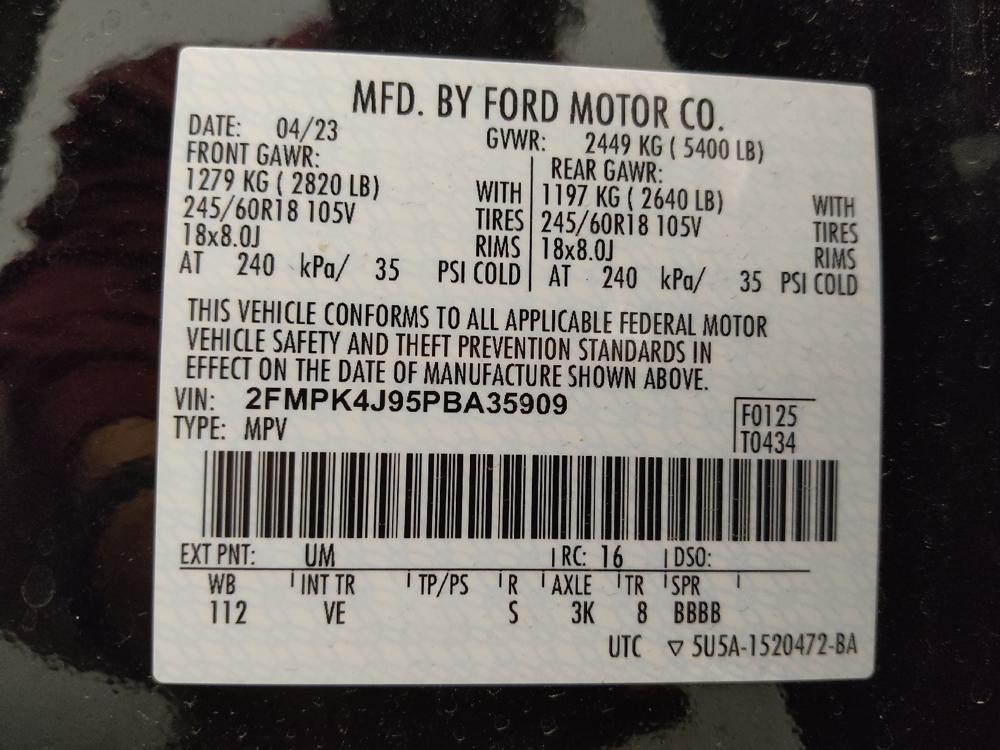 MFD. BY FORD MOTOR CO.
DATE: 04/23 GVWR: 2449 KG ( 5400 LB)
FRONT GAWR: REAR GAWR:
1279 KG ( 2820 LB) WITH 1197 KG ( 2640 LB) WITH
245/60R18 105V TIRES 245/60R18 105V TIRES
18x8.0J RIMS 18x8.0J RIMS
AT 240 kPa/ 35 PSI COLD AT 240 kPa/ 35 PSI COLD
THIS VEHICLE CONFORMS TO ALL APPLICABLE FEDERAL MOTOR
VEHICLE SAFETY AND THEFT PREVENTION STANDARDS IN
EFFECT ON THE DATE OF MANUFACTURE SHOWN ABOVE.
VIN: 2FMPK4J95PBA35909
F0125
TYPE: MPV
T0434
EXT PNT: UM RC: 16 DSO:
WB INT TR TP/PS R AXLE TR SPR
112 VE S 3K 8 BBBB
UTC ▽ 5U5A-1520472-BA